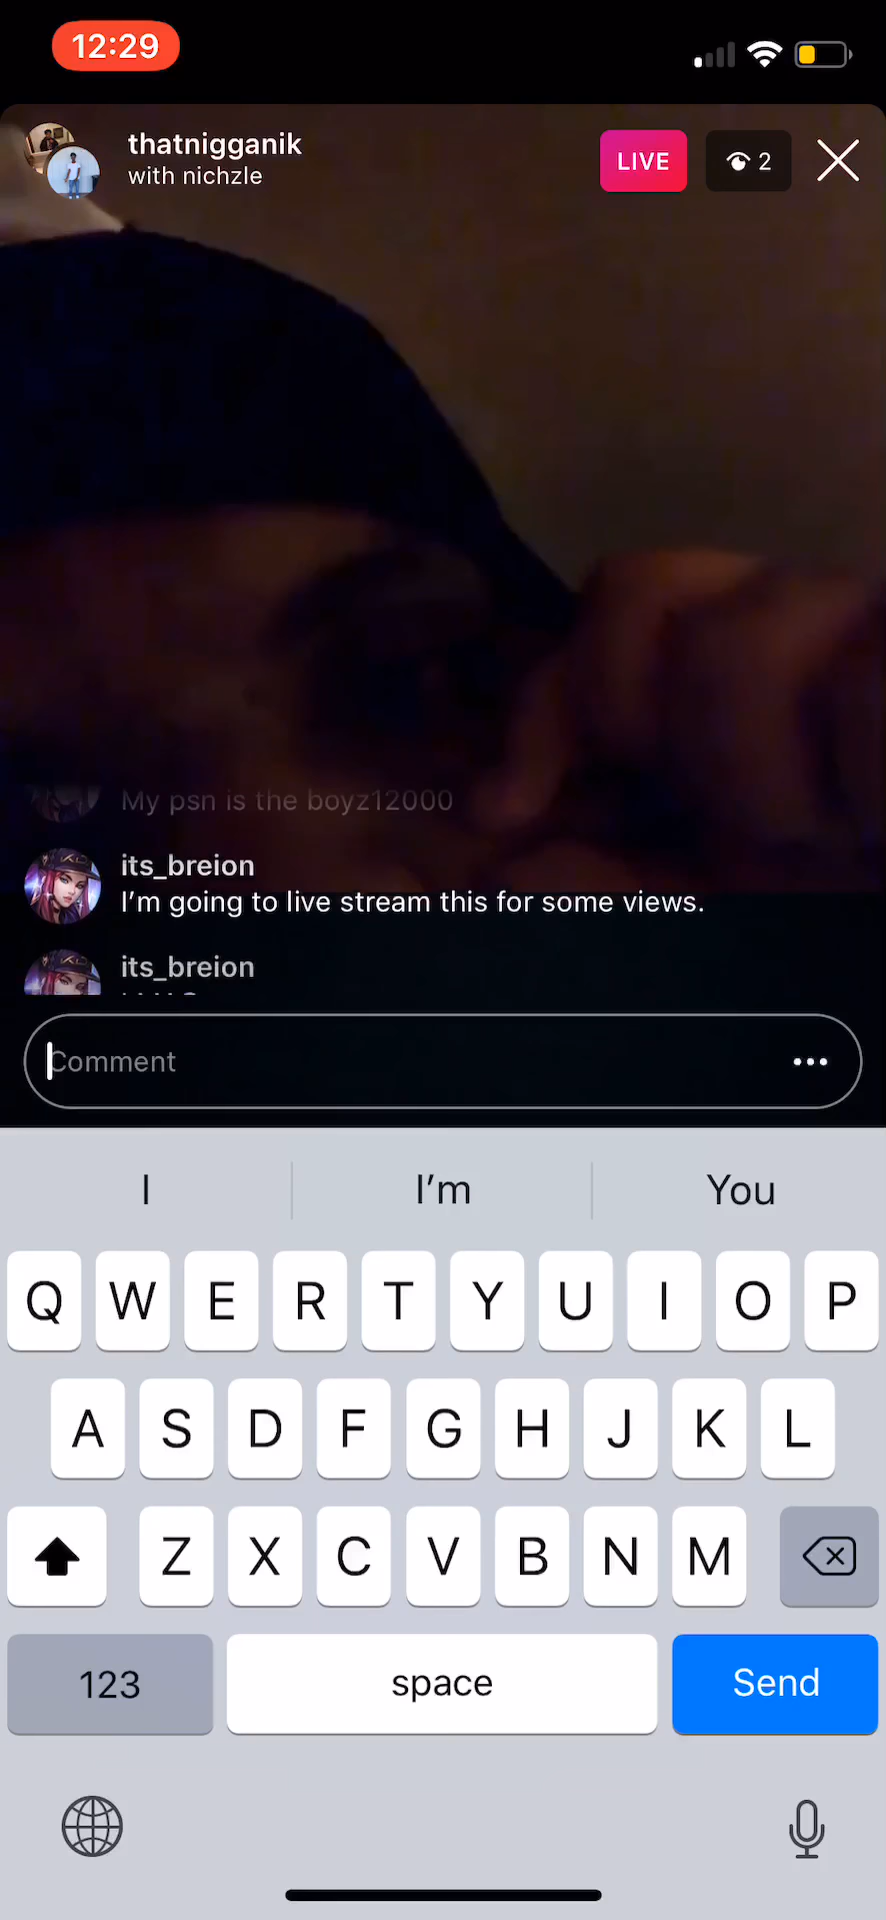 12:29
thatnigganik
with nichzle
LIVE
2
My psn is the boyz12000
its_breion
I'm going to live stream this for some views.
its_breion
Comment
I
I'm
You
Q W E R T Y U I O P
A S D F G H J K L
Z X C V B N M
123
space
Send